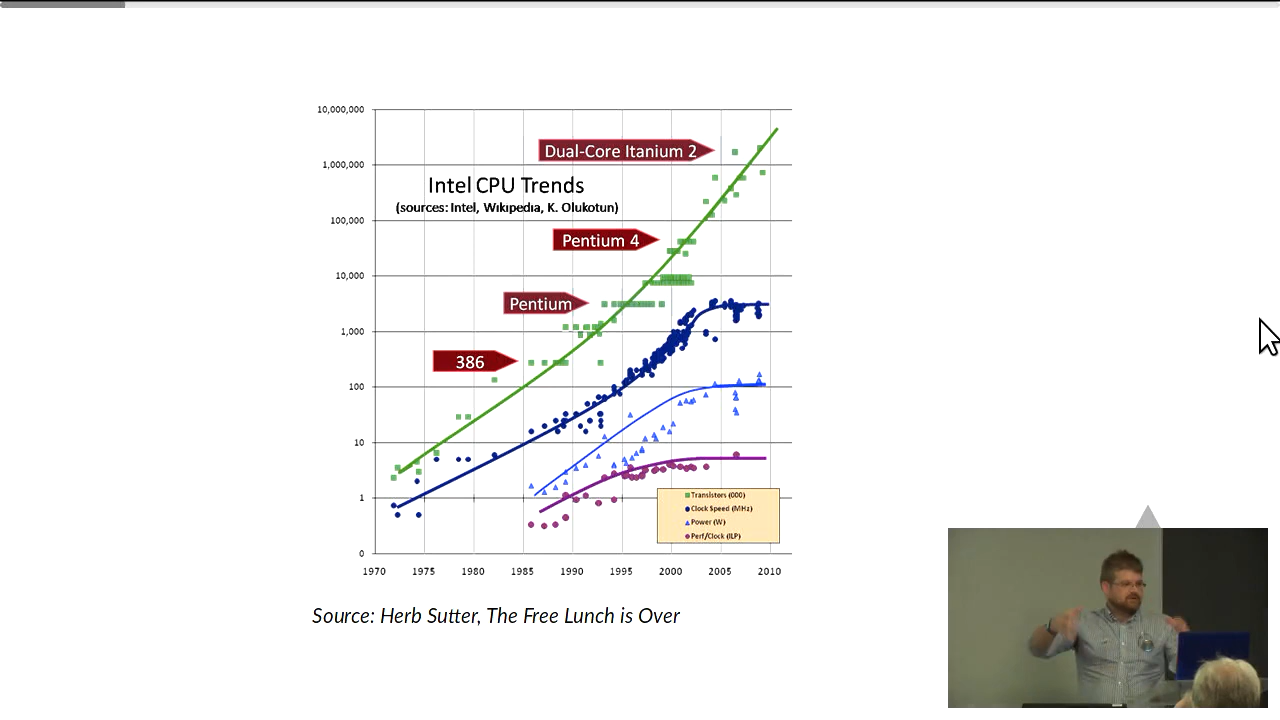 10,000,000
1,000,000
100,000
10,000
1,000
100
10
1
0
Dual-Core Itanium 2
Intel CPU Trends
(sources: Intel, Wikipedia, K. Olukotun)
Pentium 4
Pentium
386
Transistors (000)
Clock Speed (MHz)
Power (W)
Perf/Clock (ILP)
1970 1975 1980 1985 1990 1995 2000 2005 2010
Source: Herb Sutter, The Free Lunch is Over